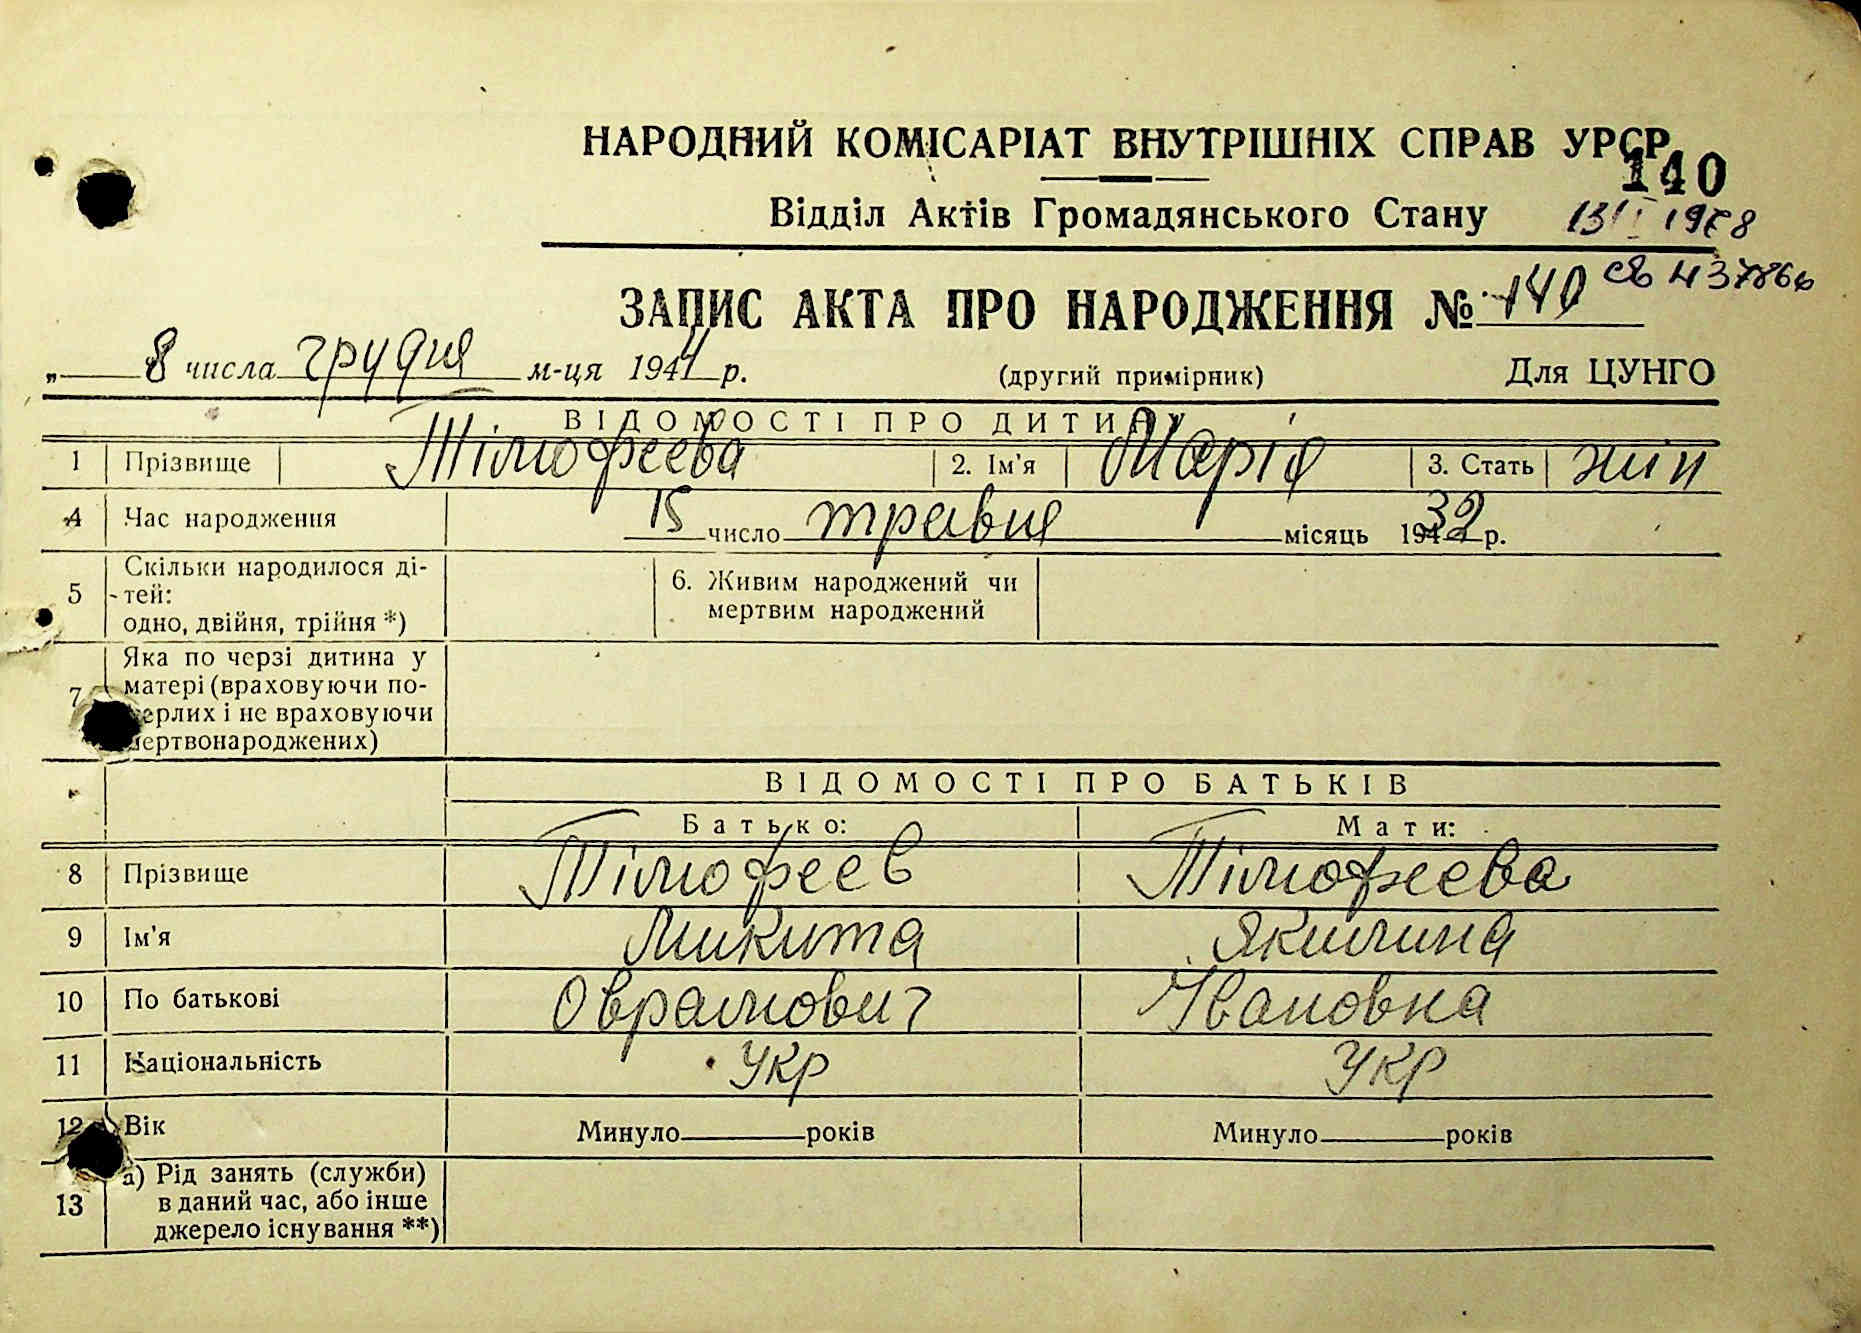 НАРОДНИЙ КОМІСАРІАТ ВНУТРІШНІХ СПРАВ УРСР
140
Відділ Актів Громадянського Стану
13 I 1978
ЗАПИС АКТА ПРО НАРОДЖЕННЯ № 140
„ 8 числа грудня м-ця 1944 р. (другий примірник) Для ЦУНГО
ВІДОМОСТІ ПРО ДИТИНУ
1 Прізвище Тімофеева 2. Ім'я Марія 3. Стать жін
4 Час народження 15 число травня місяць 1932 р.
5 Скільки народилося ді-
тей:
одно, двійня, трійня *)
6. Живим народжений чи
мертвим народжений
7 Яка по черзі дитина у
матері (враховуючи по-
мерлих і не враховуючи
мертвонароджених)
ВІДОМОСТІ ПРО БАТЬКІВ
Батько: Мати:
8 Прізвище Тімофеев Тімофеева
9 Ім'я Микита Якилина
10 По батькові Оврамович Івановна
11 Національність Укр Укр
12 Вік Минуло років Минуло років
13 а) Рід занять (служби)
в даний час, або інше
джерело існування **)